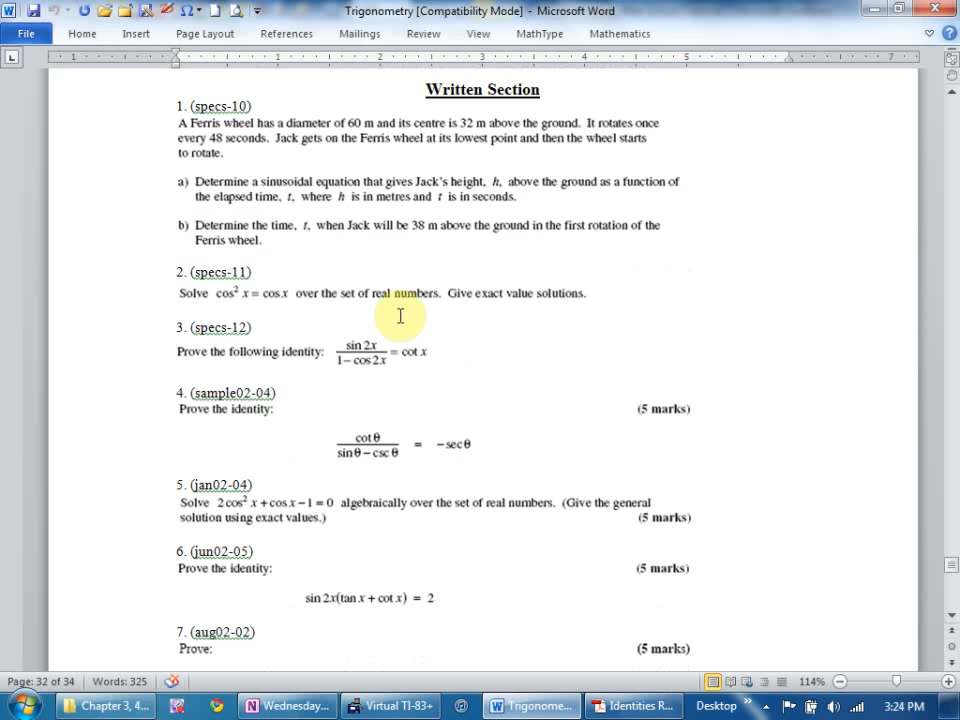 Trigonometry [Compatibility Mode] - Microsoft Word
File Home Insert Page Layout References Mailings Review View MathType Mathematics
1 1 2 3 4 5 7
Written Section
1. (specs-10)
A Ferris wheel has a diameter of 60 m and its centre is 32 m above the ground. It rotates once
every 48 seconds. Jack gets on the Ferris wheel at its lowest point and then the wheel starts
to rotate.
a) Determine a sinusoidal equation that gives Jack's height, h, above the ground as a function of
the elapsed time, t, where h is in metres and t is in seconds.
b) Determine the time, t, when Jack will be 38 m above the ground in the first rotation of the
Ferris wheel.
2. (specs-11)
Solve cos² x = cos x over the set of real numbers. Give exact value solutions.
3. (specs-12)
Prove the following identity: sin 2x / 1 − cos 2x = cot x
4. (sample02-04)
Prove the identity: (5 marks)
cot θ / sin θ − csc θ = − sec θ
5. (jan02-04)
Solve 2 cos² x + cos x − 1 = 0 algebraically over the set of real numbers. (Give the general
solution using exact values.) (5 marks)
6. (jun02-05)
Prove the identity: (5 marks)
sin 2x(tan x + cot x) = 2
7. (aug02-02)
Prove: (5 marks)
Page: 32 of 34 Words: 325 114%
Chapter 3, 4... Wednesday... Virtual TI-83+ Trigonome... Identities R... Desktop » 3:24 PM